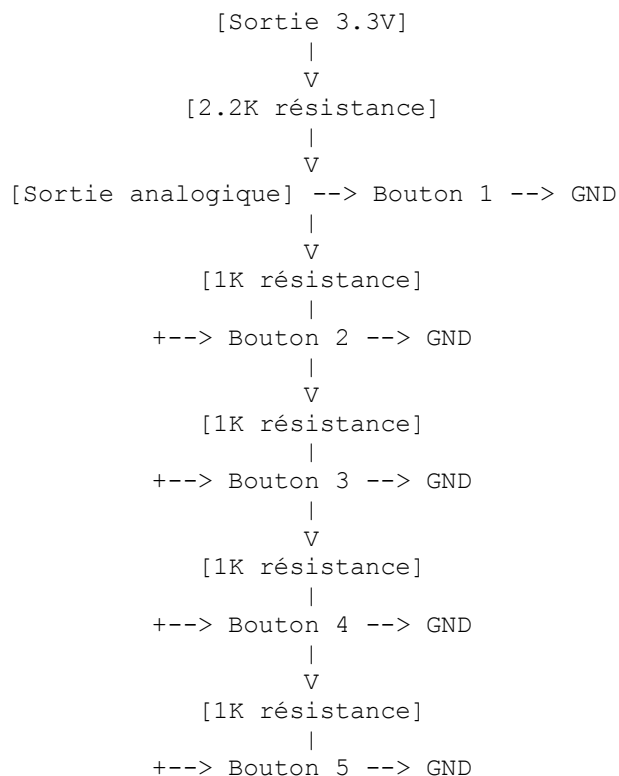 [Sortie 3.3V]
|
V
[2.2K résistance]
|
V
[Sortie analogique] --> Bouton 1 --> GND
|
V
[1K résistance]
|
+--> Bouton 2 --> GND
|
V
[1K résistance]
|
+--> Bouton 3 --> GND
|
V
[1K résistance]
|
+--> Bouton 4 --> GND
|
V
[1K résistance]
|
+--> Bouton 5 --> GND